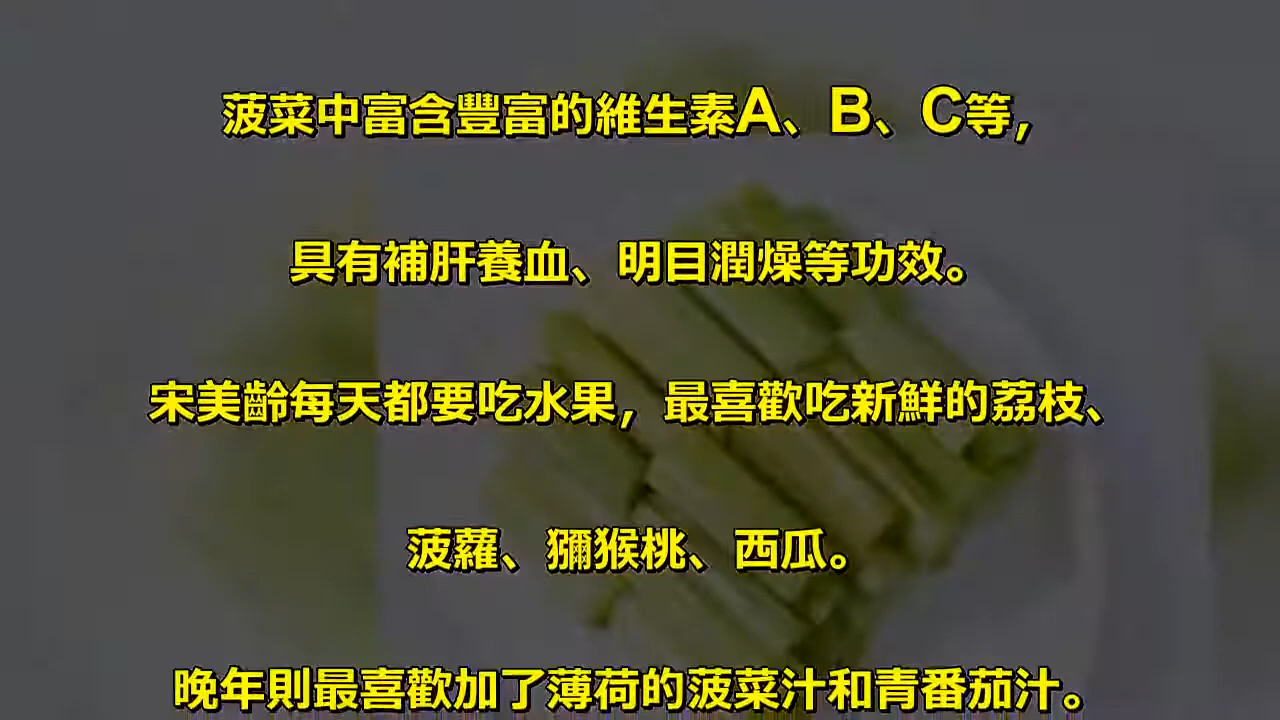 菠菜中富含豐富的維生素A、B、C等，
具有補肝養血、明目潤燥等功效。
宋美齡每天都要吃水果，最喜歡吃新鮮的荔枝、
菠蘿、獼猴桃、西瓜。
晚年則最喜歡加了薄荷的菠菜汁和青番茄汁。